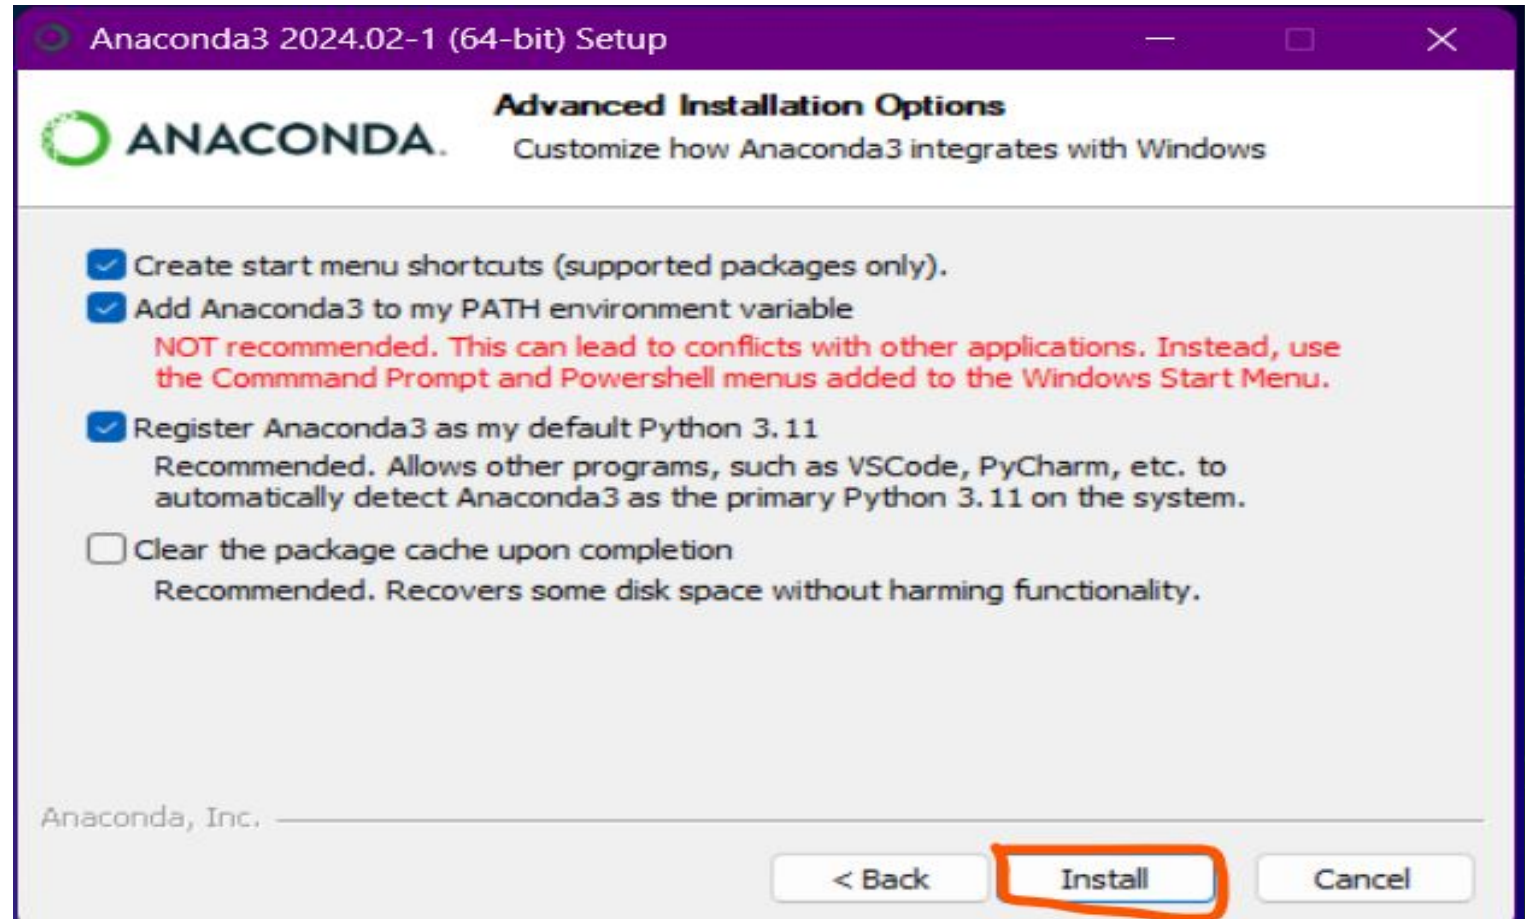 Anaconda3 2024.02-1 (64-bit) Setup
ANACONDA.
Advanced Installation Options
Customize how Anaconda3 integrates with Windows
Create start menu shortcuts (supported packages only).
Add Anaconda3 to my PATH environment variable
NOT recommended. This can lead to conflicts with other applications. Instead, use
the Commmand Prompt and Powershell menus added to the Windows Start Menu.
Register Anaconda3 as my default Python 3.11
Recommended. Allows other programs, such as VSCode, PyCharm, etc. to
automatically detect Anaconda3 as the primary Python 3.11 on the system.
Clear the package cache upon completion
Recommended. Recovers some disk space without harming functionality.
Anaconda, Inc.
< Back
Install
Cancel